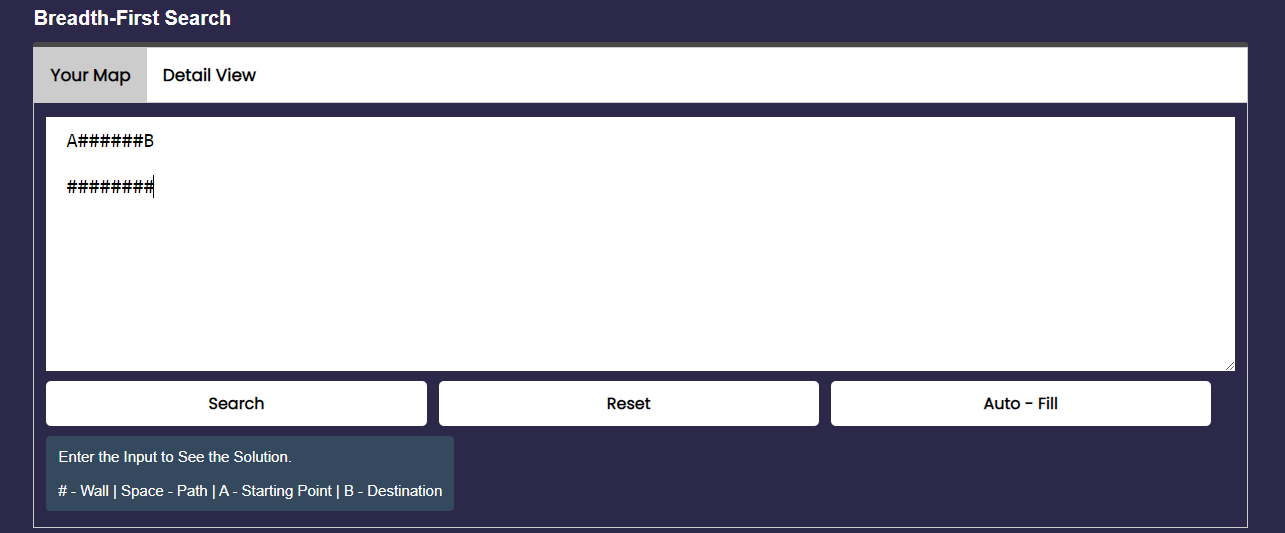 Breadth-First Search
Your Map Detail View
A######B
########
Search Reset Auto - Fill
Enter the Input to See the Solution.
# - Wall | Space - Path | A - Starting Point | B - Destination